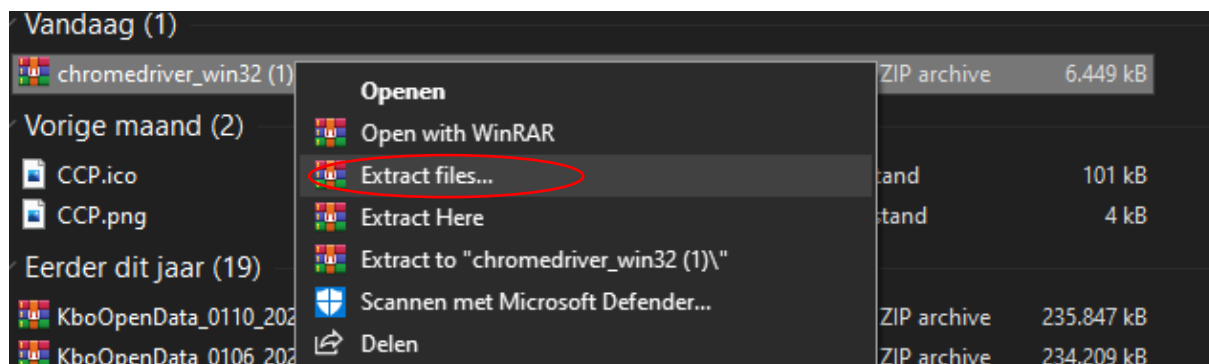 Vandaag (1)
chromedriver_win32 (1) ZIP archive 6.449 kB
Openen
Vorige maand (2)
Open with WinRAR
CCP.ico Extract files... 101 kB
CCP.png Extract Here 4 kB
Eerder dit jaar (19)
Extract to "chromedriver_win32 (1)\"
Scannen met Microsoft Defender...
KboOpenData_0110_202 ZIP archive 235.847 kB
Delen
KboOpenData_0106_202 ZIP archive 234.209 kB